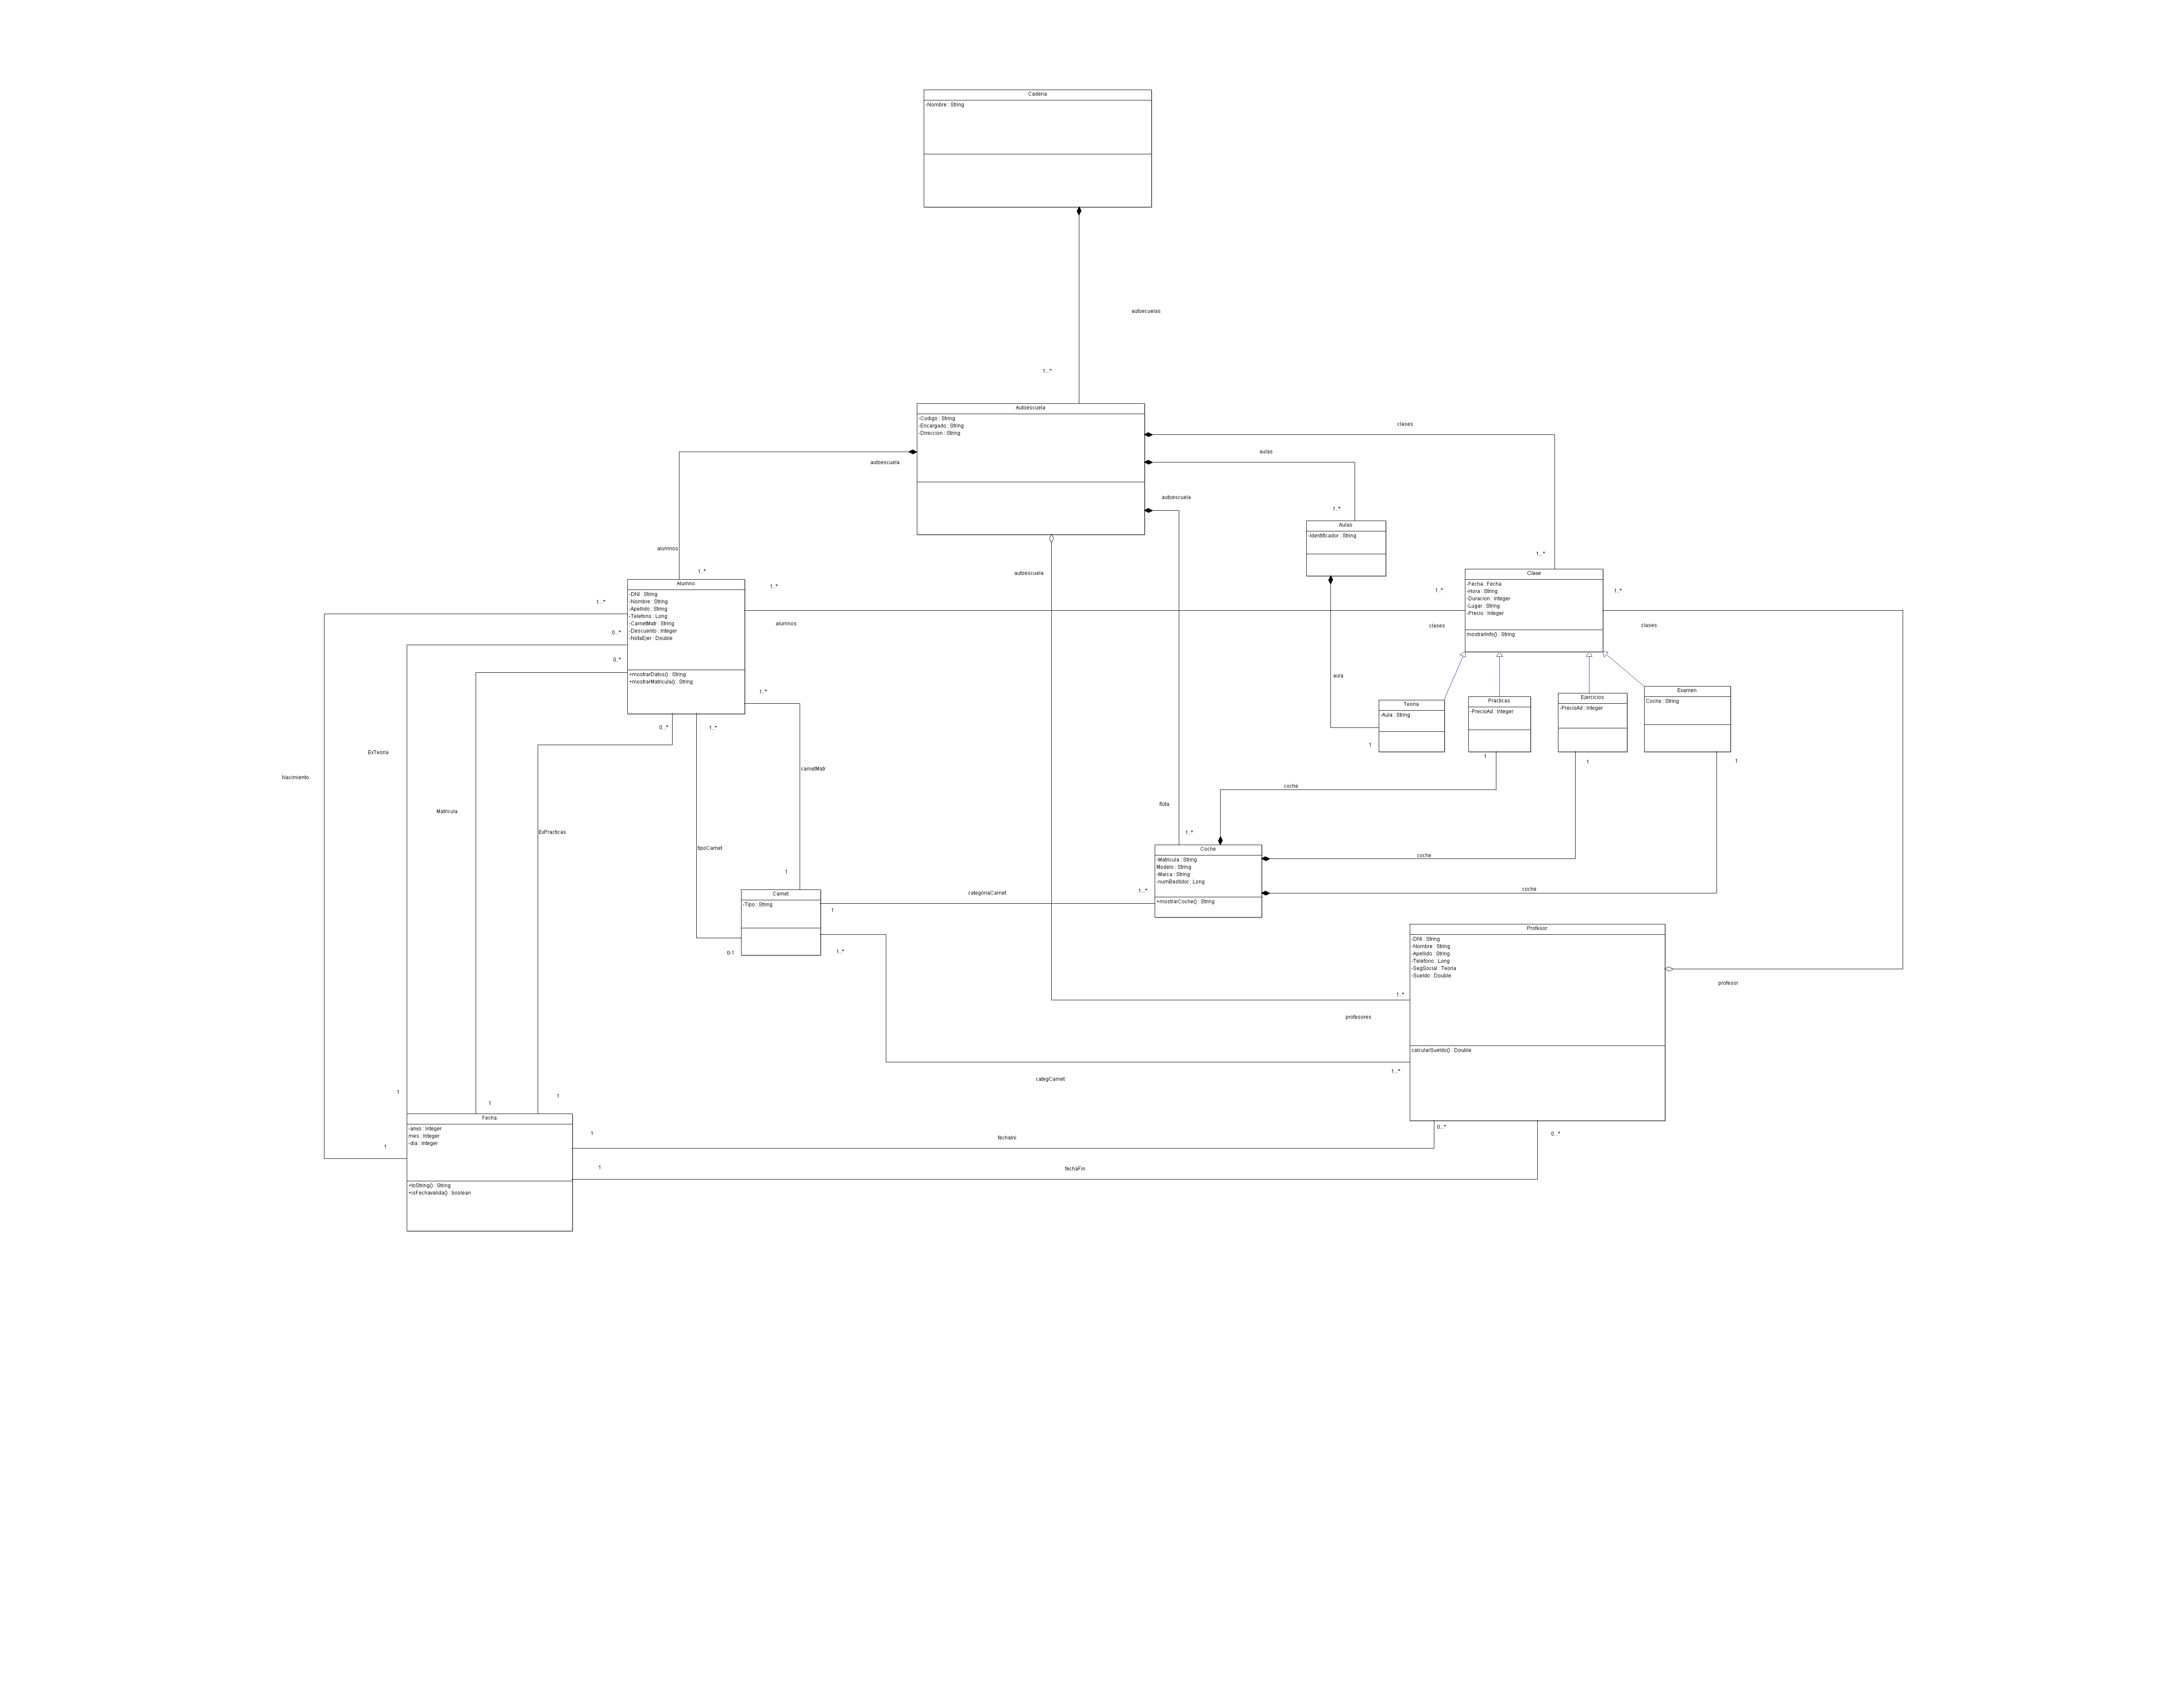 Cadena
-Nombre : String
autoecuelas
1...*
Autoescuela
-Codigo : String
-Encargado : String
-Direccion : String
clases
aulas
autoescuela
autoescuela
1..*
Aulas
-Identificador : String
alumnos
1...*
autoescuela
1..*
Clase
-Fecha : Fecha
-Hora : String
-Duracion : Integer
-Lugar : String
-Precio : Integer
mostrarInfo() : String
Alumno
-DNI : String
-Nombre : String
-Apellido : String
-Telefono : Long
-CarnetMatr : String
-Descuento : Integer
-NotaEjer : Double
+mostrarDatos() : String
+mostrarMatricula() : String
1..*
1..*
1..*
1...*
alumnos
clases
clases
0...*
0..*
aula
Teoria
-Aula : String
Practicas
-PrecioAd : Integer
Ejercicios
-PrecioAd : Integer
Examen
Coche : String
1..*
0...*
1..*
1
1
1
1
ExTeoria
carnetMatr
Nacimiento
coche
flota
Matricula
ExPracticas
1..*
tipoCarnet
Coche
-Matricula : String
Modelo : String
-Marca : String
-numBastidor : Long
+mostrarCoche() : String
coche
1
coche
Carnet
-Tipo : String
categoriaCarnet
1...*
1
0-1
1..*
Profesor
-DNI : String
-Nombre : String
-Apellido : String
-Telefono : Long
-SegSocial : Teoria
-Sueldo : Double
calcularSueldo() : Double
profesor
1..*
profesores
1...*
categCarnet
1
1
1
Fecha
-anyo : Integer
mes : Integer
-dia : Integer
+toString() : String
+isFechavalida() : boolean
0...*
1
0...*
fechaIni
1
1
fechaFin